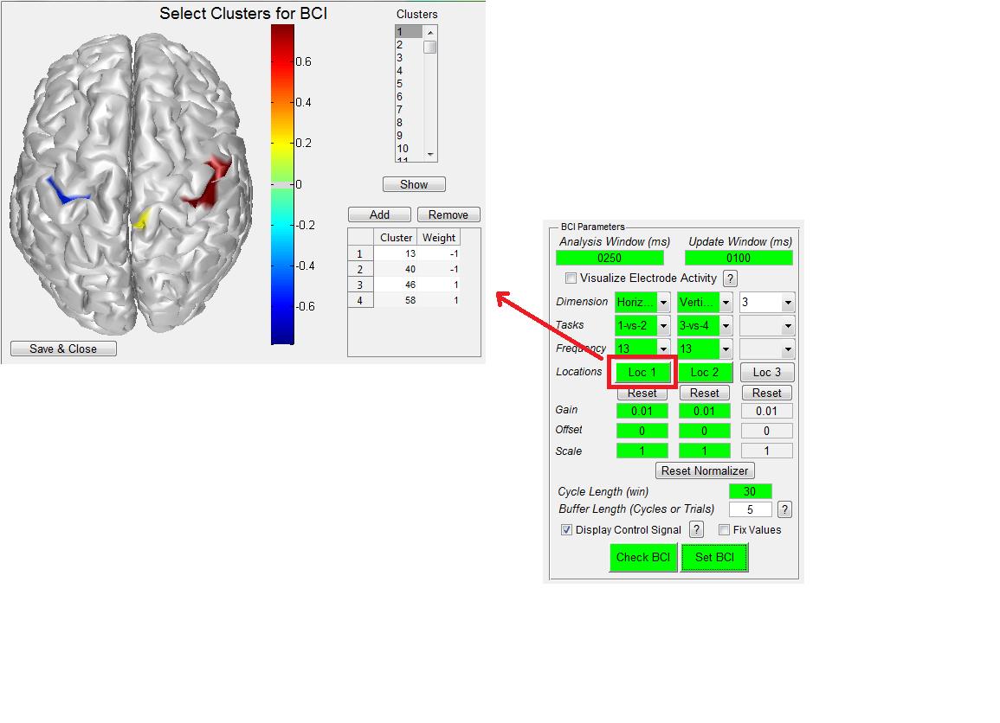 Select Clusters for BCI
Clusters
1
2
3
4
5
6
7
8
9
10
11
0.6
0.4
0.2
0
-0.2
-0.4
-0.6
Show
Add Remove
Cluster Weight
1 13 -1
2 40 -1
3 46 1
4 58 1
Save & Close
BCI Parameters
Analysis Window (ms) Update Window (ms)
0250 0100
Visualize Electrode Activity ?
Dimension Horiz... Verti... 3
Tasks 1-vs-2 3-vs-4
Frequency 13 13
Locations Loc 1 Loc 2 Loc 3
Reset Reset Reset
Gain 0.01 0.01 0.01
Offset 0 0 0
Scale 1 1 1
Reset Normalizer
Cycle Length (win) 30
Buffer Length (Cycles or Trials) 5 ?
Display Control Signal ? Fix Values
Check BCI Set BCI